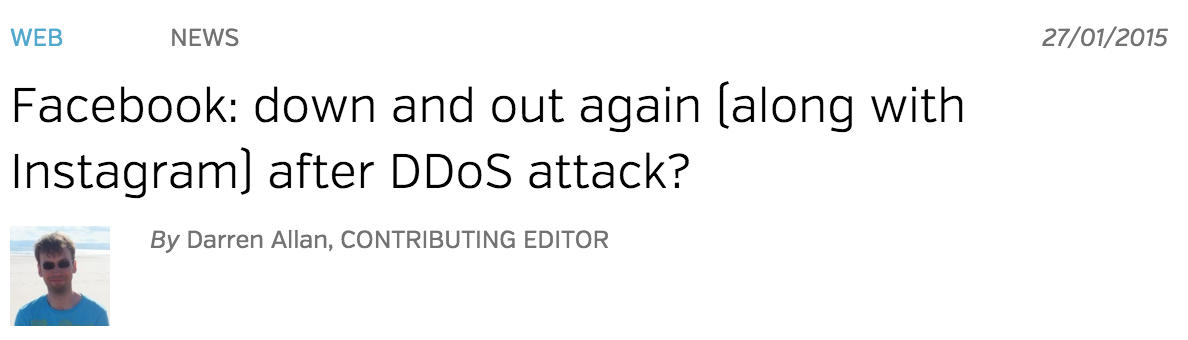 WEB NEWS 27/01/2015
Facebook: down and out again (along with
Instagram) after DDoS attack?
By Darren Allan, CONTRIBUTING EDITOR